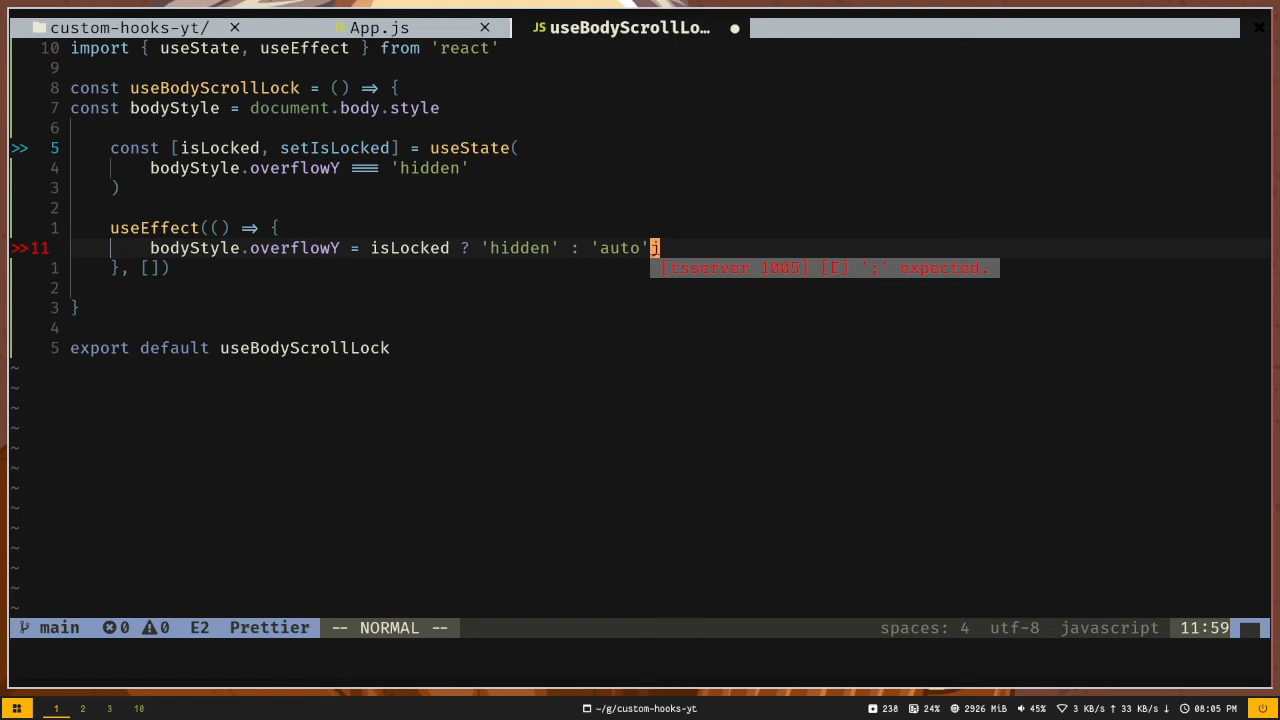 custom-hooks-yt/ ✕ JS App.js ✕ JS useBodyScrollLo… ● ✕
10 import { useState, useEffect } from 'react'
9
8 const useBodyScrollLock = () => {
7 const bodyStyle = document.body.style
6
>> 5 const [isLocked, setIsLocked] = useState(
4 bodyStyle.overflowY === 'hidden'
3 )
2
1 useEffect(() => {
>>11 bodyStyle.overflowY = isLocked ? 'hidden' : 'auto'j
1 }, []) [tsserver 1005] [E] ';' expected.
2
3 }
4
5 export default useBodyScrollLock
~
~
~
~
~
~
~
~
~
~
~
~
~
main 0 0 E2 Prettier -- NORMAL -- spaces: 4 utf-8 javascript 11:59
1 2 3 10 ~/g/custom-hooks-yt 238 24% 2926 MiB 45% 3 KB/s ↑ 33 KB/s ↓ 08:05 PM